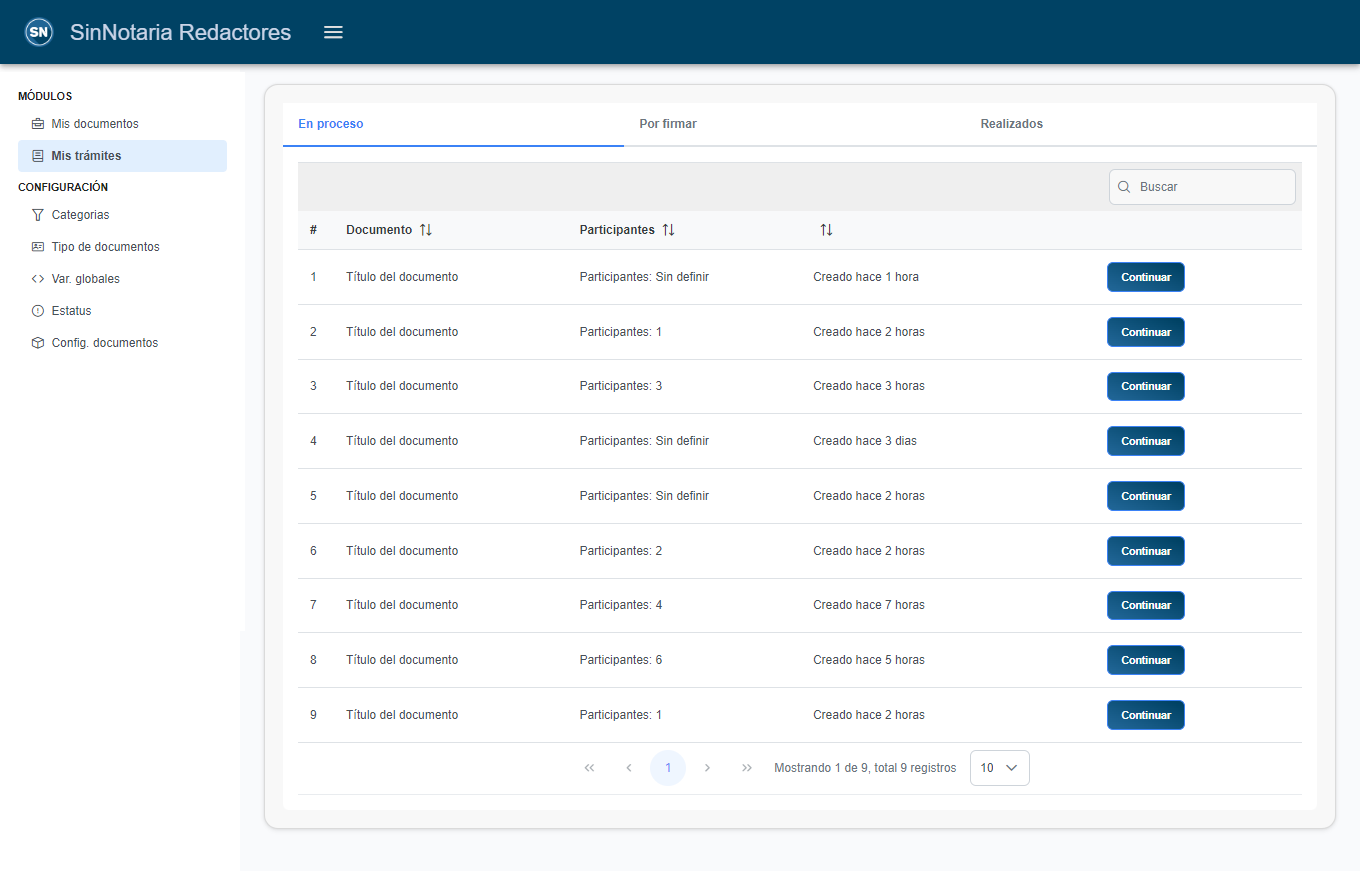 SN SinNotaria Redactores
MÓDULOS
Mis documentos
Mis trámites
CONFIGURACIÓN
Categorias
Tipo de documentos
Var. globales
Estatus
Config. documentos
En proceso Por firmar Realizados
Buscar
# Documento Participantes
1 Título del documento Participantes: Sin definir Creado hace 1 hora Continuar
2 Título del documento Participantes: 1 Creado hace 2 horas Continuar
3 Título del documento Participantes: 3 Creado hace 3 horas Continuar
4 Título del documento Participantes: Sin definir Creado hace 3 dias Continuar
5 Título del documento Participantes: Sin definir Creado hace 2 horas Continuar
6 Título del documento Participantes: 2 Creado hace 2 horas Continuar
7 Título del documento Participantes: 4 Creado hace 7 horas Continuar
8 Título del documento Participantes: 6 Creado hace 5 horas Continuar
9 Título del documento Participantes: 1 Creado hace 2 horas Continuar
« ‹ 1 › » Mostrando 1 de 9, total 9 registros 10